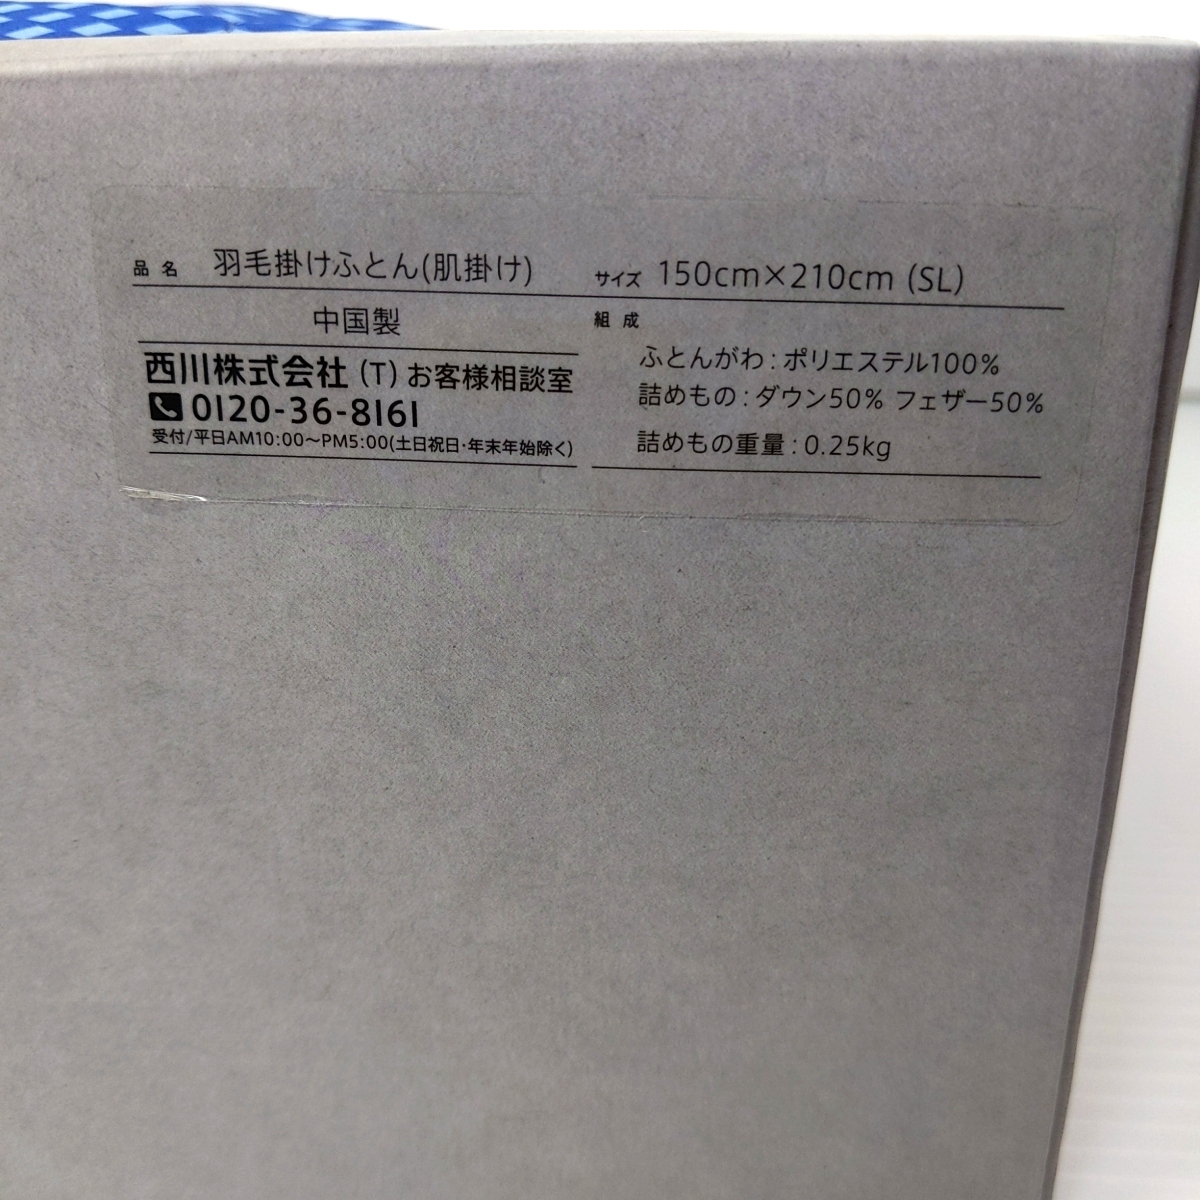 品名 羽毛掛けふとん(肌掛け)
中国製
西川株式会社 (T) お客様相談室
0120-36-8161
受付/平日AM10:00〜PM5:00(土日祝日・年末年始除く)
サイズ 150cm×210cm (SL)
組成
ふとんがわ:ポリエステル100%
詰めもの:ダウン50% フェザー50%
詰めもの重量:0.25kg